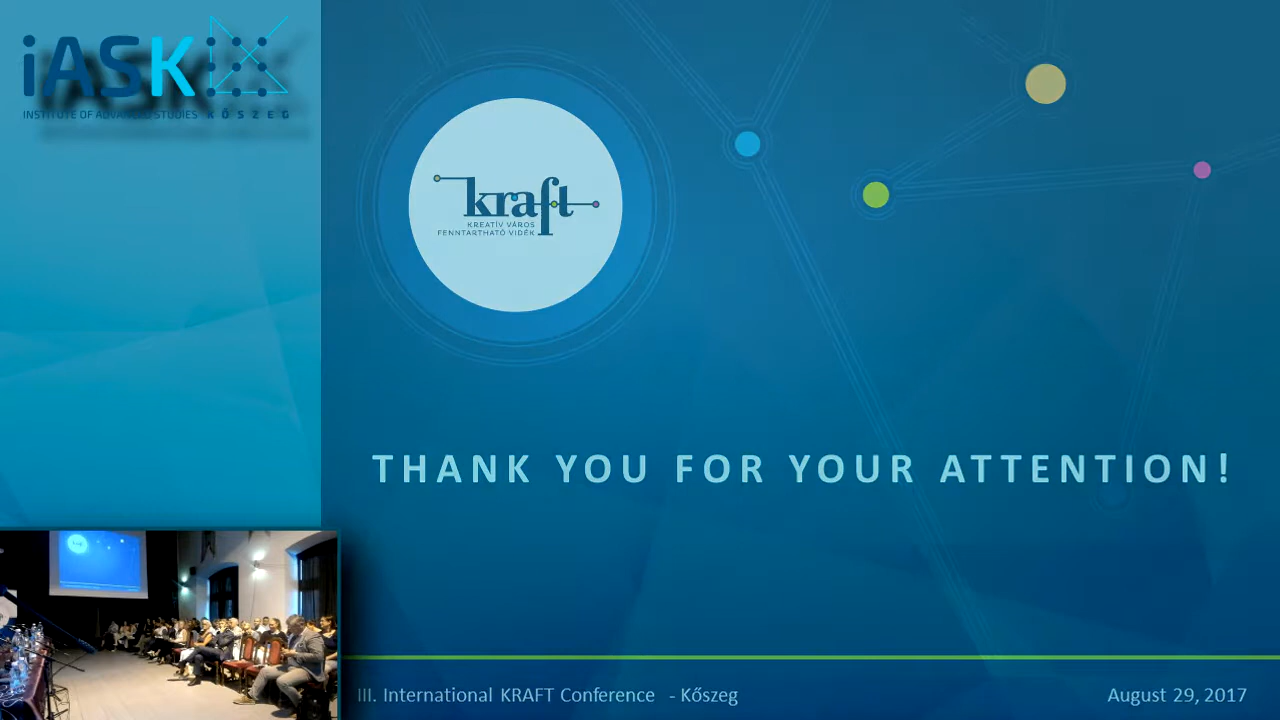 iASK
INSTITUTE OF ADVANCED STUDIES KŐSZEG
kraft
KREATÍV VÁROS
FENNTARTHATÓ VIDÉK
THANK YOU FOR YOUR ATTENTION!
III. International KRAFT Conference - Kőszeg
August 29, 2017